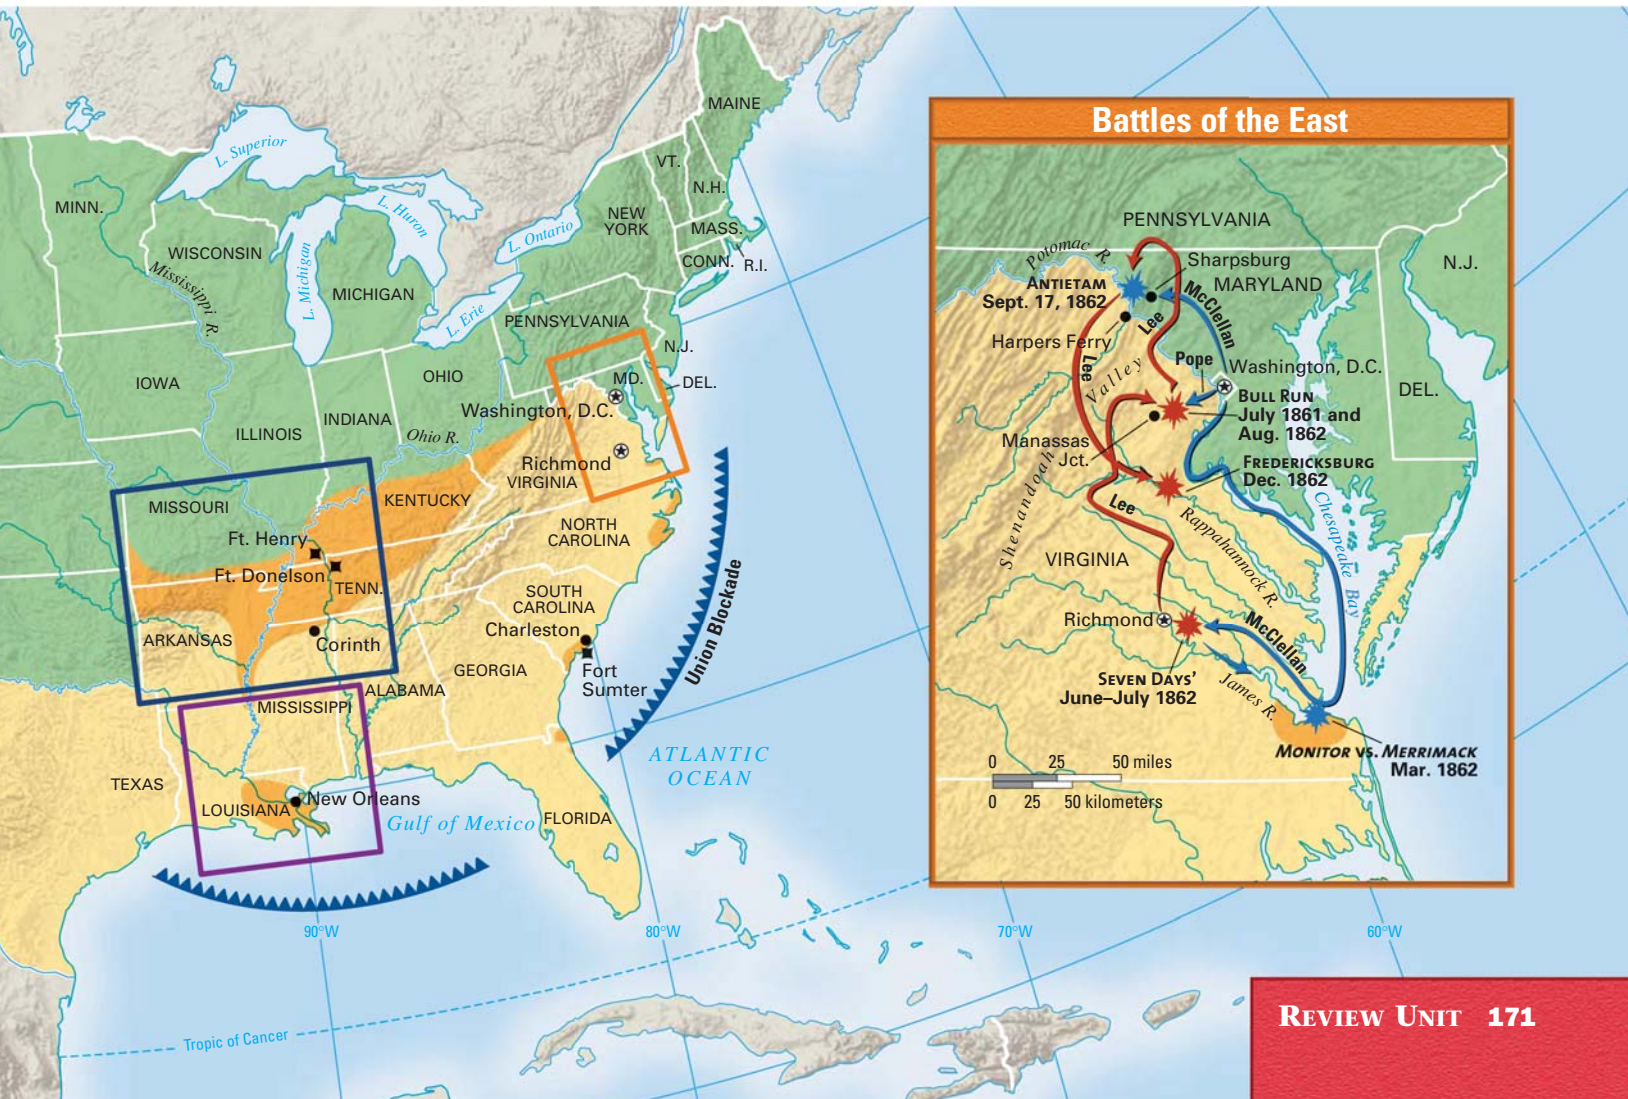 MAINE
VT.
N.H.
NEW
YORK
MASS.
CONN.
R.I.
MINN.
L. Superior
L. Huron
L. Ontario
L. Michigan
L. Erie
WISCONSIN
Mississippi R.
MICHIGAN
PENNSYLVANIA
N.J.
IOWA
OHIO
MD.
DEL.
Washington, D.C.
INDIANA
ILLINOIS
Ohio R.
Richmond
VIRGINIA
MISSOURI
KENTUCKY
Ft. Henry
NORTH
CAROLINA
Ft. Donelson
TENN.
SOUTH
CAROLINA
Charleston
ARKANSAS
Corinth
Fort
Sumter
GEORGIA
ALABAMA
MISSISSIPPI
Union Blockade
ATLANTIC
OCEAN
TEXAS
LOUISIANA
New Orleans
Gulf of Mexico
FLORIDA
90°W
80°W
70°W
60°W
Tropic of Cancer
Battles of the East
PENNSYLVANIA
Potomac R.
Sharpsburg
N.J.
ANTIETAM
Sept. 17, 1862
MARYLAND
McClellan
Lee
Harpers Ferry
Lee
Pope
Washington, D.C.
Shenandoah Valley
BULL RUN
July 1861 and
Aug. 1862
DEL.
Manassas
Jct.
FREDERICKSBURG
Dec. 1862
Lee
Rappahannock R.
Chesapeake Bay
VIRGINIA
Richmond
McClellan
SEVEN DAYS'
June–July 1862
James R.
MONITOR VS. MERRIMACK
Mar. 1862
0 25 50 miles
0 25 50 kilometers
REVIEW UNIT 171